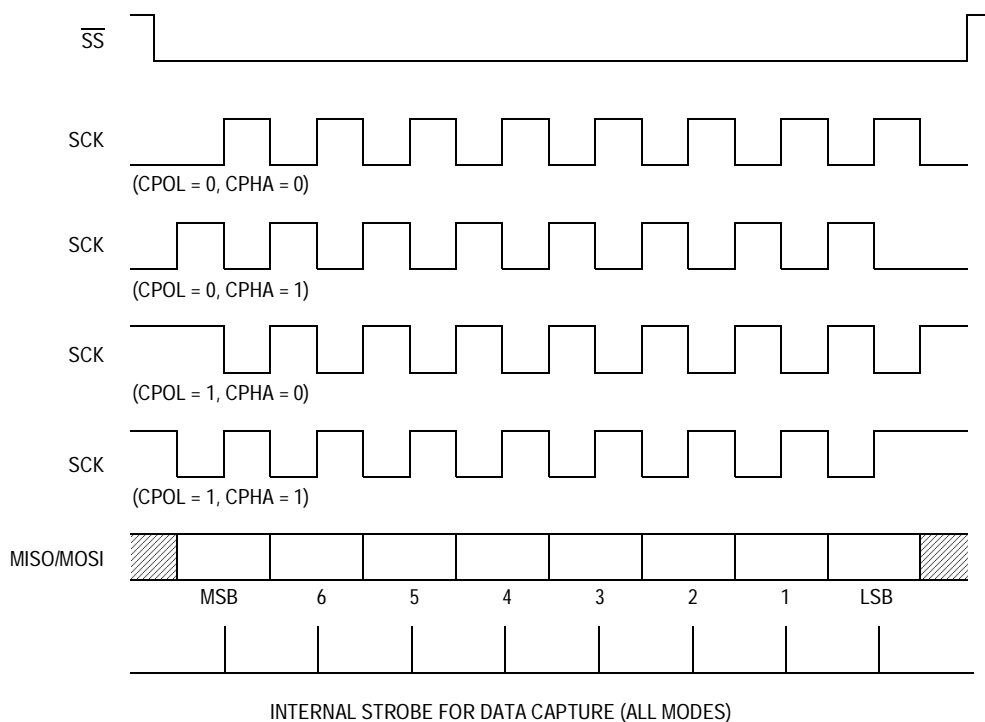 SS
SCK
(CPOL = 0, CPHA = 0)
SCK
(CPOL = 0, CPHA = 1)
SCK
(CPOL = 1, CPHA = 0)
SCK
(CPOL = 1, CPHA = 1)
MISO/MOSI
MSB 6 5 4 3 2 1 LSB
INTERNAL STROBE FOR DATA CAPTURE (ALL MODES)